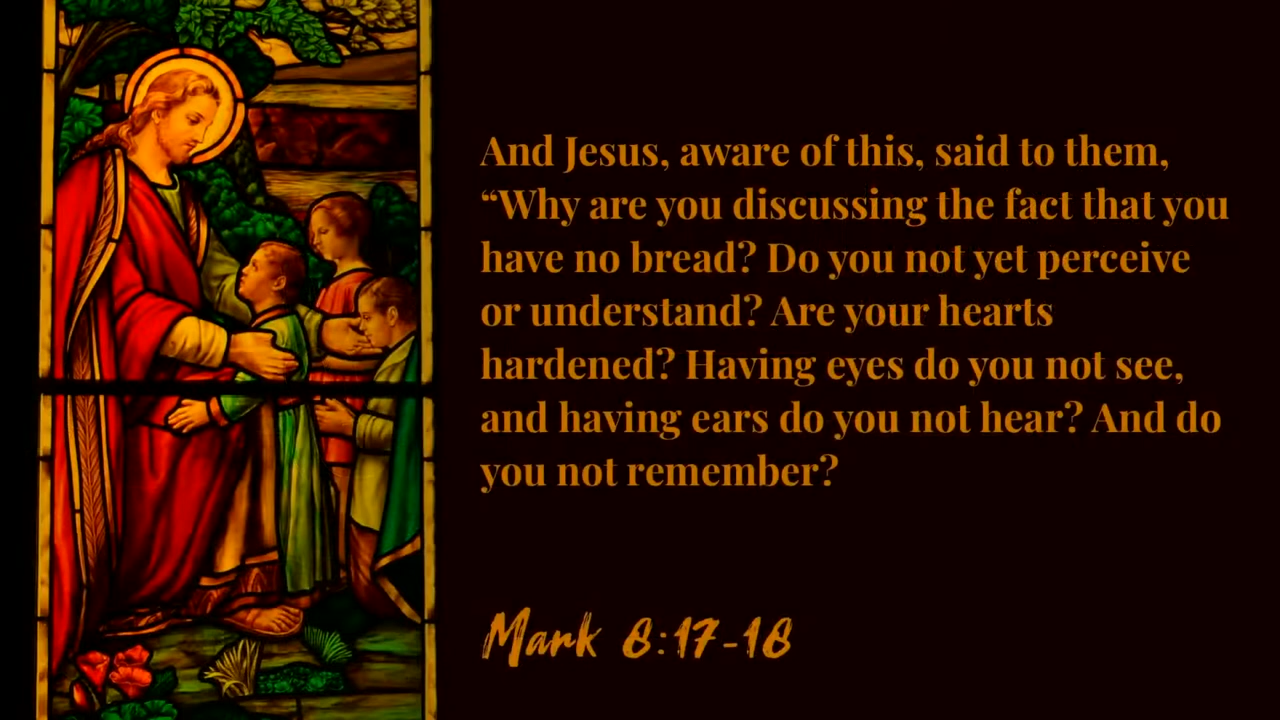 And Jesus, aware of this, said to them,
“Why are you discussing the fact that you
have no bread? Do you not yet perceive
or understand? Are your hearts
hardened? Having eyes do you not see,
and having ears do you not hear? And do
you not remember?
Mark 8:17-18